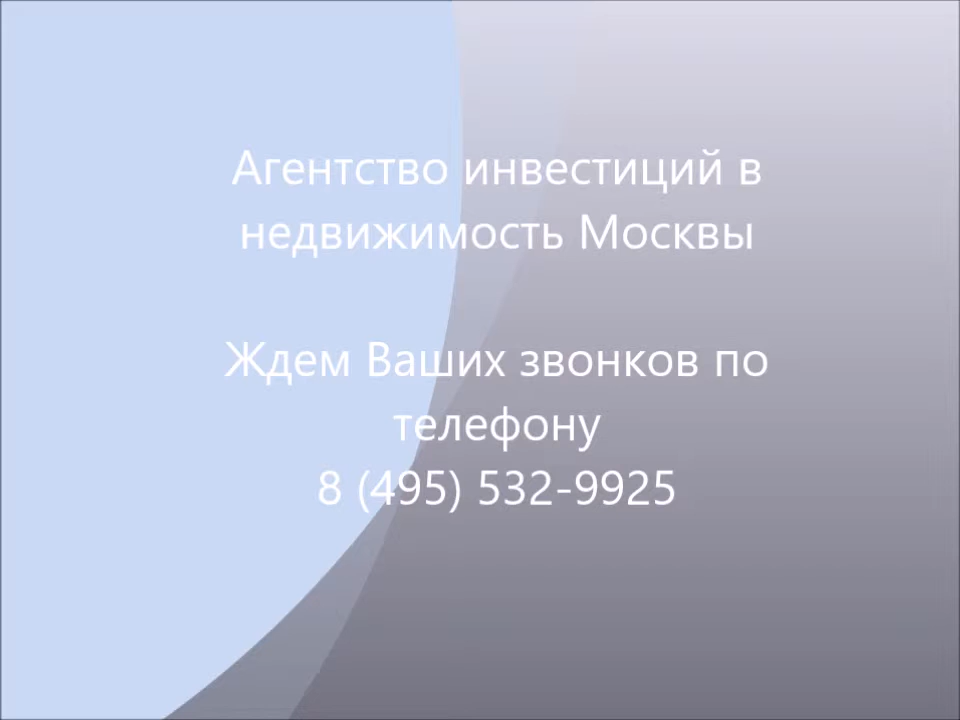 Агентство инвестиций в
недвижимость Москвы
Ждем Ваших звонков по
телефону
8 (495) 532-9925